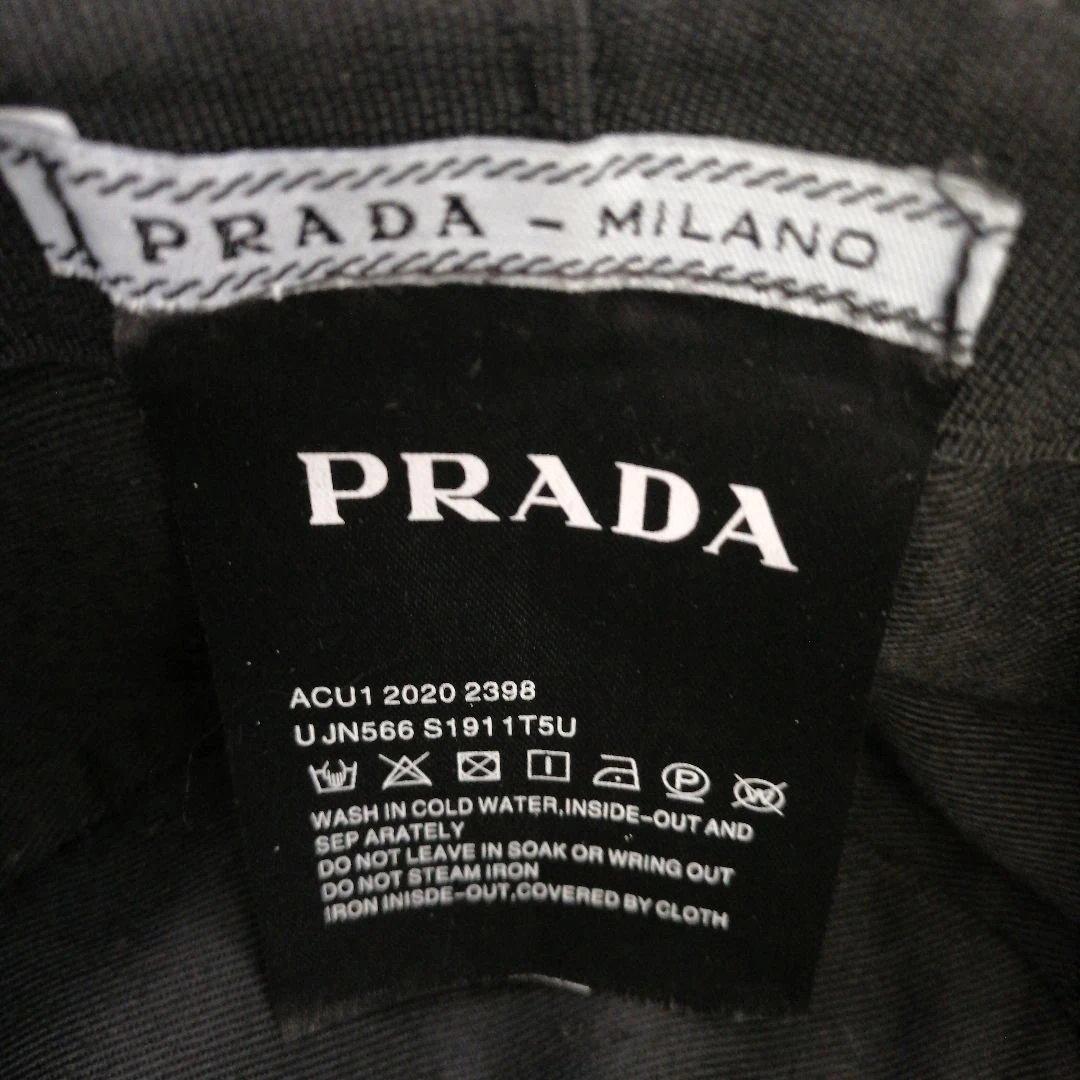 PRADA - MILANO
PRADA
ACU1 2020 2398
U JN566 S1911T5U
P W
WASH IN COLD WATER,INSIDE-OUT AND
SEP ARATELY
DO NOT LEAVE IN SOAK OR WRING OUT
DO NOT STEAM IRON
IRON INISDE-OUT,COVERED BY CLOTH